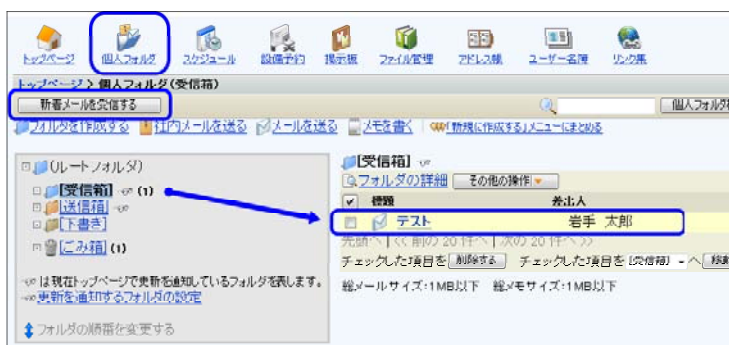 トップページ 個人フォルダ スケジュール 設備予約 掲示板 ファイル管理 アドレス帳 ユーザー名簿 リンク集
トップページ > 個人フォルダ(受信箱)
新着メールを受信する 個人フォルダ
フォルダを作成する 社内メールを送る メールを送る メモを書く 「新規に作成する」メニューにまとめる
(ルートフォルダ)
[受信箱] (1)
[送信箱]
[下書き]
[ごみ箱] (1)
は現在トップページで更新を通知しているフォルダを表します。
更新を通知するフォルダの設定
フォルダの順番を変更する
[受信箱]
フォルダの詳細 その他の操作
標題 差出人
テスト 岩手 太郎
先頭へ | << 前の 20 件へ | 次の 20 件へ >>
チェックした項目を 削除する チェックした項目を [受信箱] へ 移動
総メールサイズ:1MB以下 総メモサイズ:1MB以下